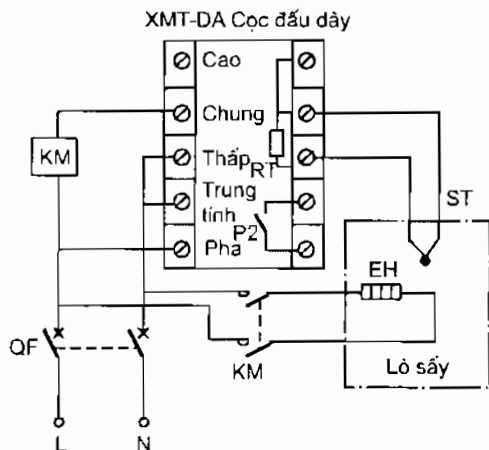 XMT-DA Cọc đấu dây
Cao
Chung
KM
Thấp
RT
Trung
tính
P2
Pha
ST
EH
QF
KM
Lò sấy
L
N